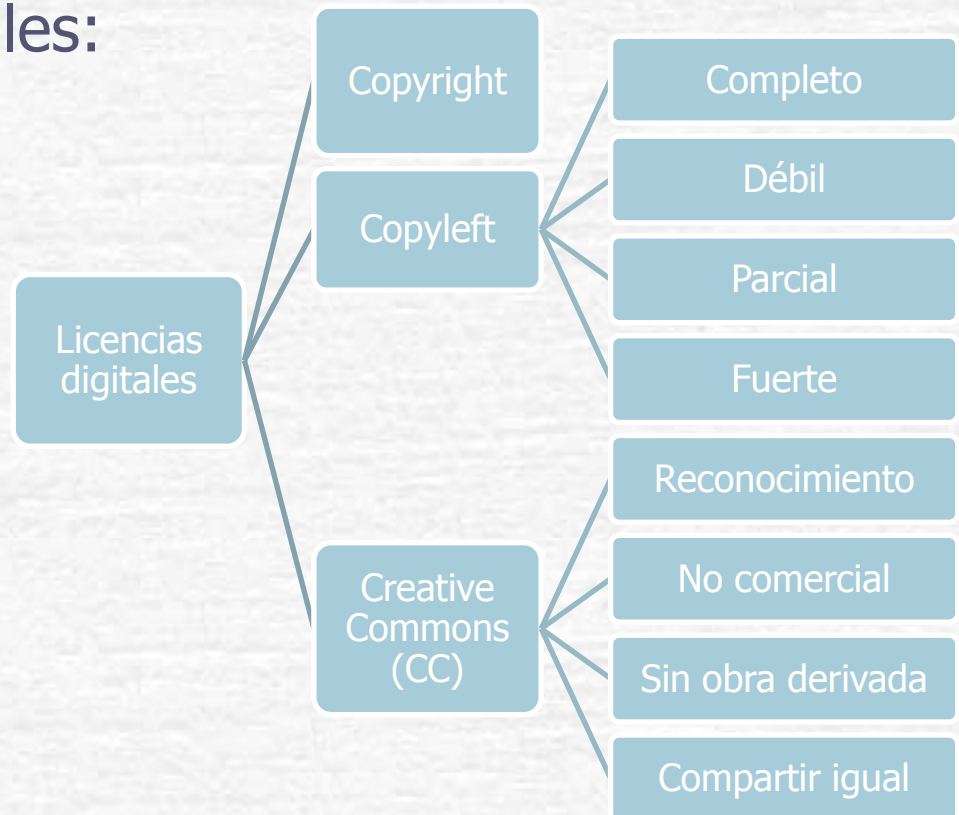 les:
Licencias
digitales
Copyright
Copyleft
Completo
Débil
Parcial
Fuerte
Creative
Commons
(CC)
Reconocimiento
No comercial
Sin obra derivada
Compartir igual